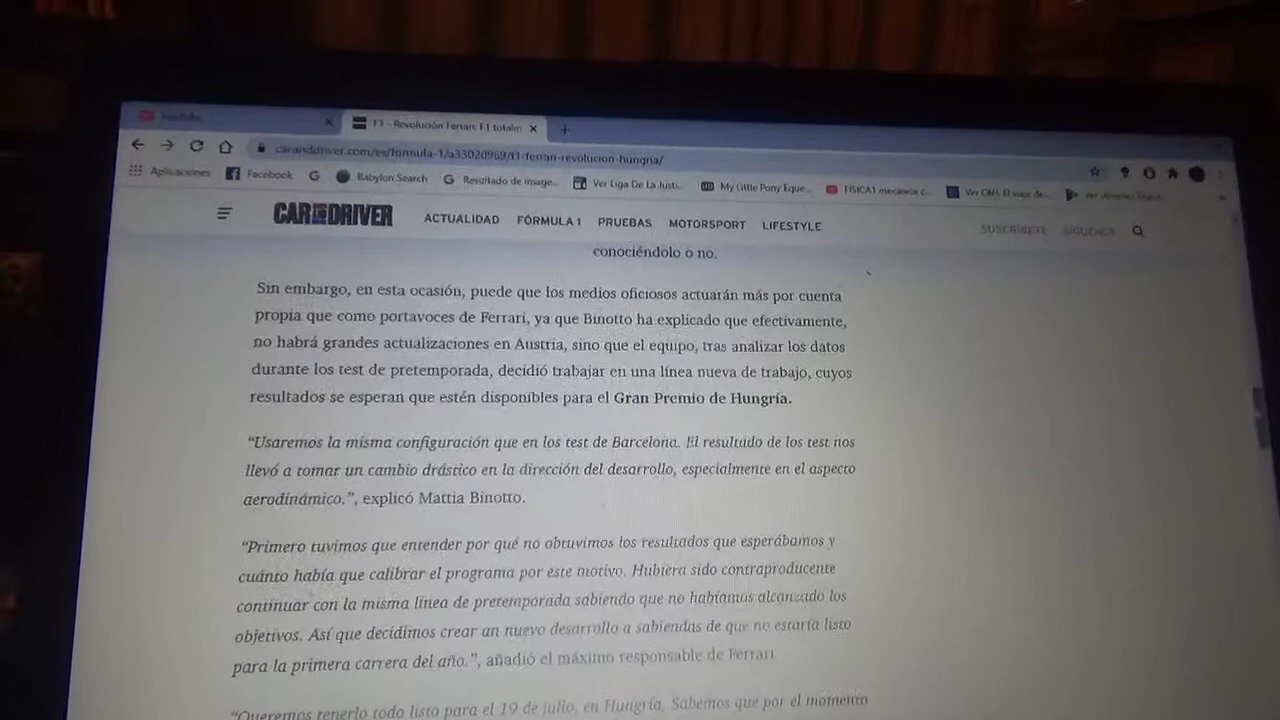 YouTube
F1 - Revolución Ferrari: F1 totalm
caranddriver.com/es/formula-1/a33020969/f1-ferrari-revolucion-hungria/
Aplicaciones Facebook Babylon Search Resultado de image... Ver Liga De La Just... My Little Pony Eque... FISICA1 mecánica c...
CAR AND DRIVER ACTUALIDAD FÓRMULA 1 PRUEBAS MOTORSPORT LIFESTYLE SUSCRÍBETE SÍGUENOS
conociéndolo o no.
Sin embargo, en esta ocasión, puede que los medios oficiosos actuarán más por cuenta
propia que como portavoces de Ferrari, ya que Binotto ha explicado que efectivamente,
no habrá grandes actualizaciones en Austria, sino que el equipo, tras analizar los datos
durante los test de pretemporada, decidió trabajar en una línea nueva de trabajo, cuyos
resultados se esperan que estén disponibles para el Gran Premio de Hungría.
“Usaremos la misma configuración que en los test de Barcelona. El resultado de los test nos
llevó a tomar un cambio drástico en la dirección del desarrollo, especialmente en el aspecto
aerodinámico.”, explicó Mattia Binotto.
“Primero tuvimos que entender por qué no obtuvimos los resultados que esperábamos y
cuánto había que calibrar el programa por este motivo. Hubiera sido contraproducente
continuar con la misma línea de pretemporada sabiendo que no habíamos alcanzado los
objetivos. Así que decidimos crear un nuevo desarrollo a sabiendas de que no estaría listo
para la primera carrera del año.”, añadió el máximo responsable de Ferrari
“Queremos tenerlo todo listo para el 19 de julio, en Hungría. Sabemos que por el momento